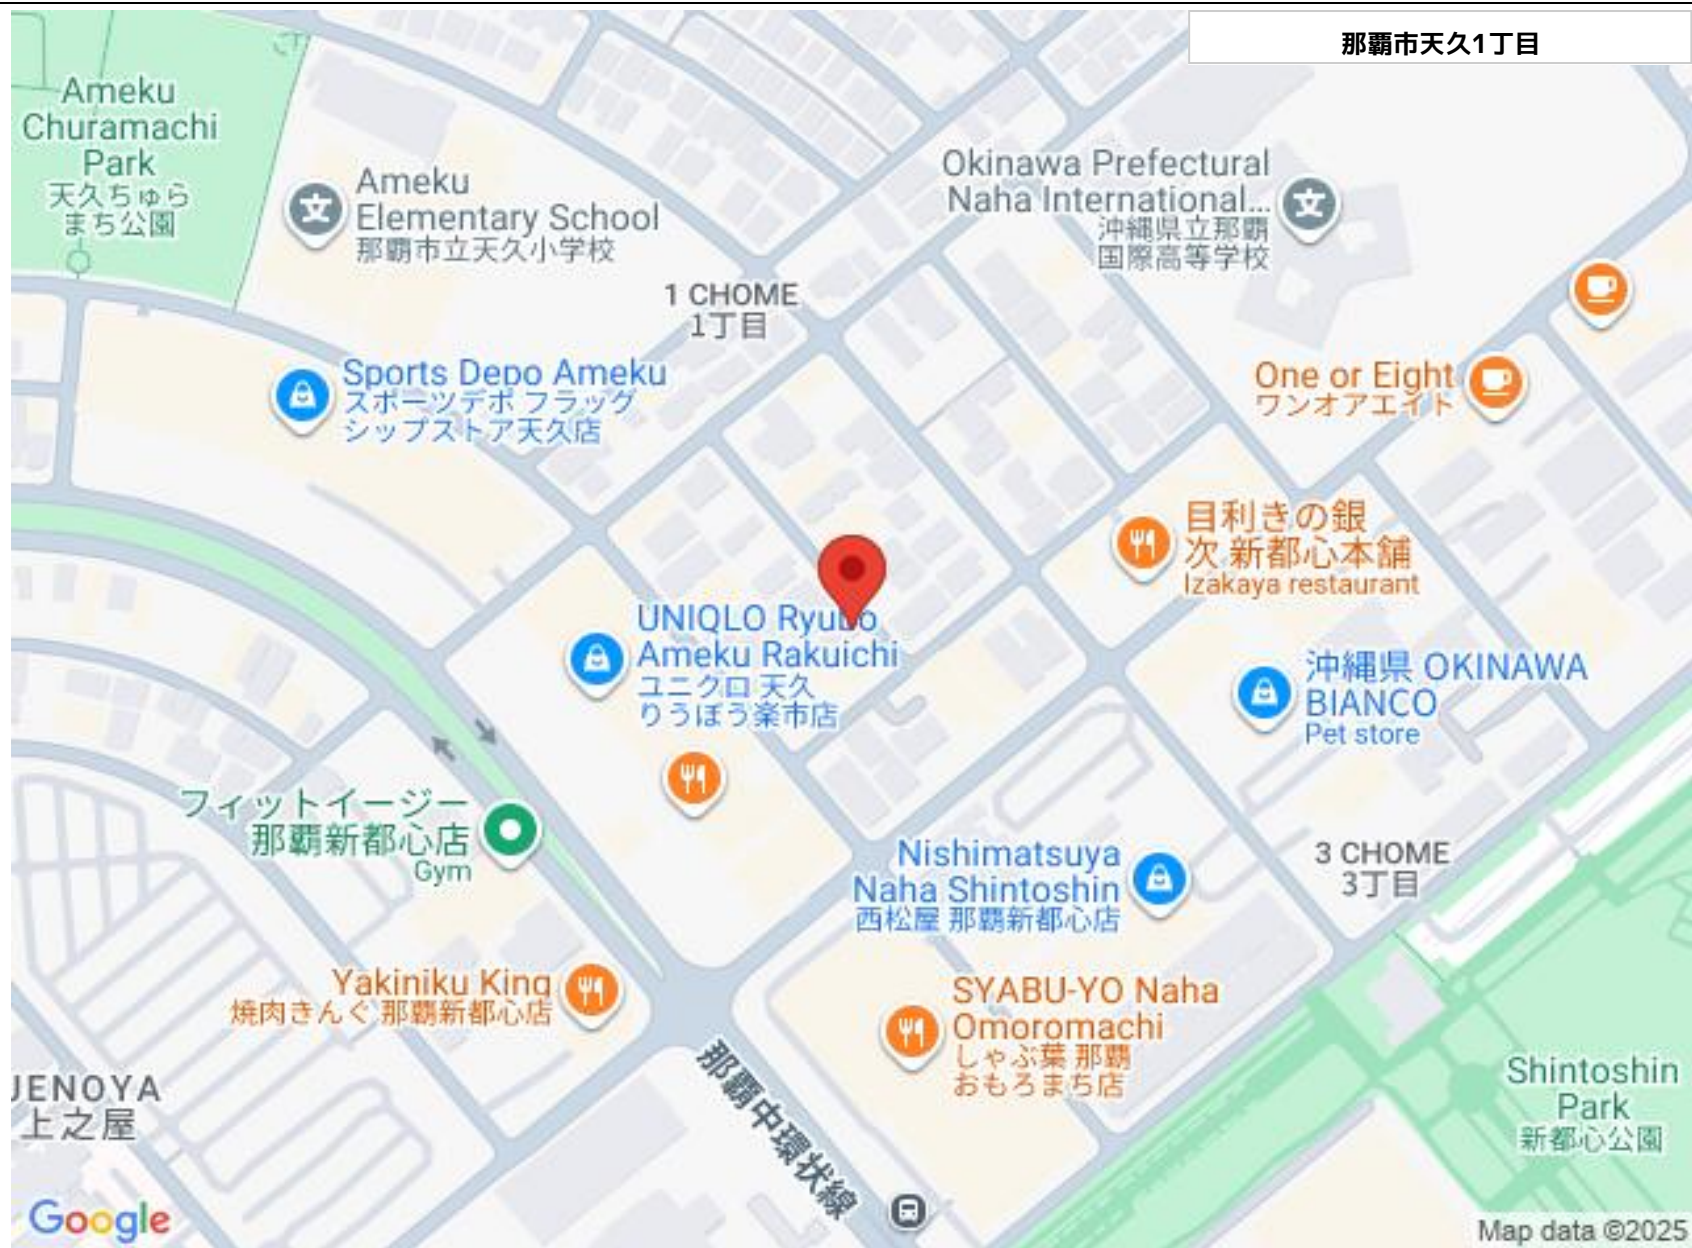 那覇市天久1丁目
Ameku
Churamachi
Park
天久ちゅら
まち公園
Ameku
Elementary School
那覇市立天久小学校
Okinawa Prefectural
Naha International...
沖縄県立那覇
国際高等学校
1 CHOME
1丁目
Sports Depo Ameku
スポーツデポ フラッグ
シップストア天久店
One or Eight
ワンオアエイト
目利きの銀
次 新都心本舗
Izakaya restaurant
UNIQLO Ryubo
Ameku Rakuichi
ユニクロ 天久
りうぼう楽市店
沖縄県 OKINAWA
BIANCO
Pet store
フィットイージー
那覇新都心店
Gym
Nishimatsuya
Naha Shintoshin
西松屋 那覇新都心店
3 CHOME
3丁目
Yakiniku King
焼肉きんぐ 那覇新都心店
SYABU-YO Naha
Omoromachi
しゃぶ葉 那覇
おもろまち店
那覇中環状線
UENOYA
上之屋
Shintoshin
Park
新都心公園
Google
Map data ©2025